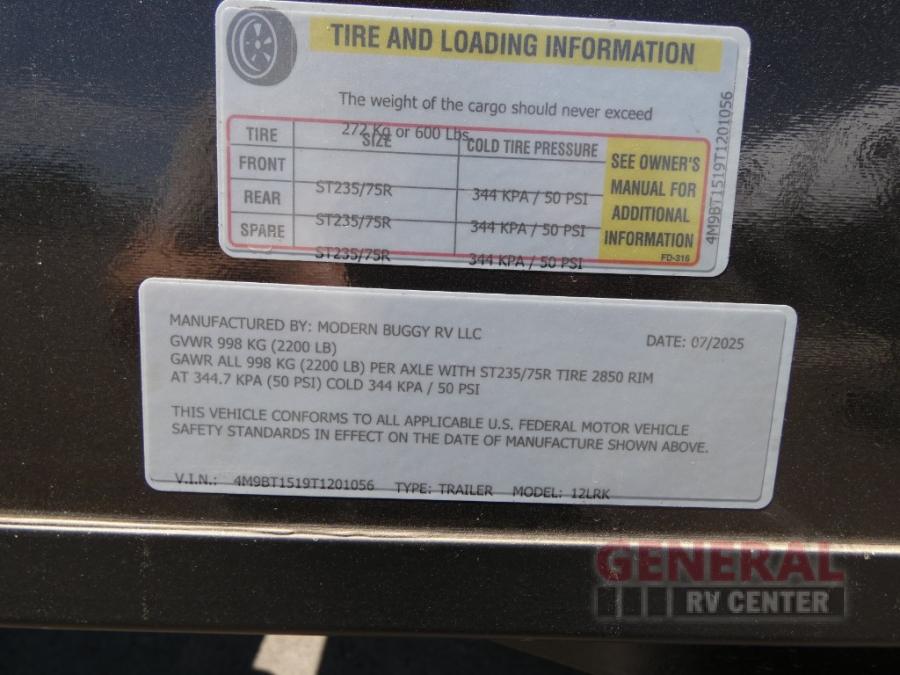 TIRE AND LOADING INFORMATION
The weight of the cargo should never exceed
272 Kg or 600 Lbs.
TIRE SIZE COLD TIRE PRESSURE
FRONT ST235/75R 344 KPA / 50 PSI
REAR ST235/75R 344 KPA / 50 PSI
SPARE ST235/75R 344 KPA / 50 PSI
SEE OWNER'S
MANUAL FOR
ADDITIONAL
INFORMATION
FD-316
4M9BT1519T1201056
MANUFACTURED BY: MODERN BUGGY RV LLC DATE: 07/2025
GVWR 998 KG (2200 LB)
GAWR ALL 998 KG (2200 LB) PER AXLE WITH ST235/75R TIRE 2850 RIM
AT 344.7 KPA (50 PSI) COLD 344 KPA / 50 PSI
THIS VEHICLE CONFORMS TO ALL APPLICABLE U.S. FEDERAL MOTOR VEHICLE
SAFETY STANDARDS IN EFFECT ON THE DATE OF MANUFACTURE SHOWN ABOVE.
V.I.N.: 4M9BT1519T1201056 TYPE: TRAILER MODEL: 12LRK
GENERAL
RV CENTER